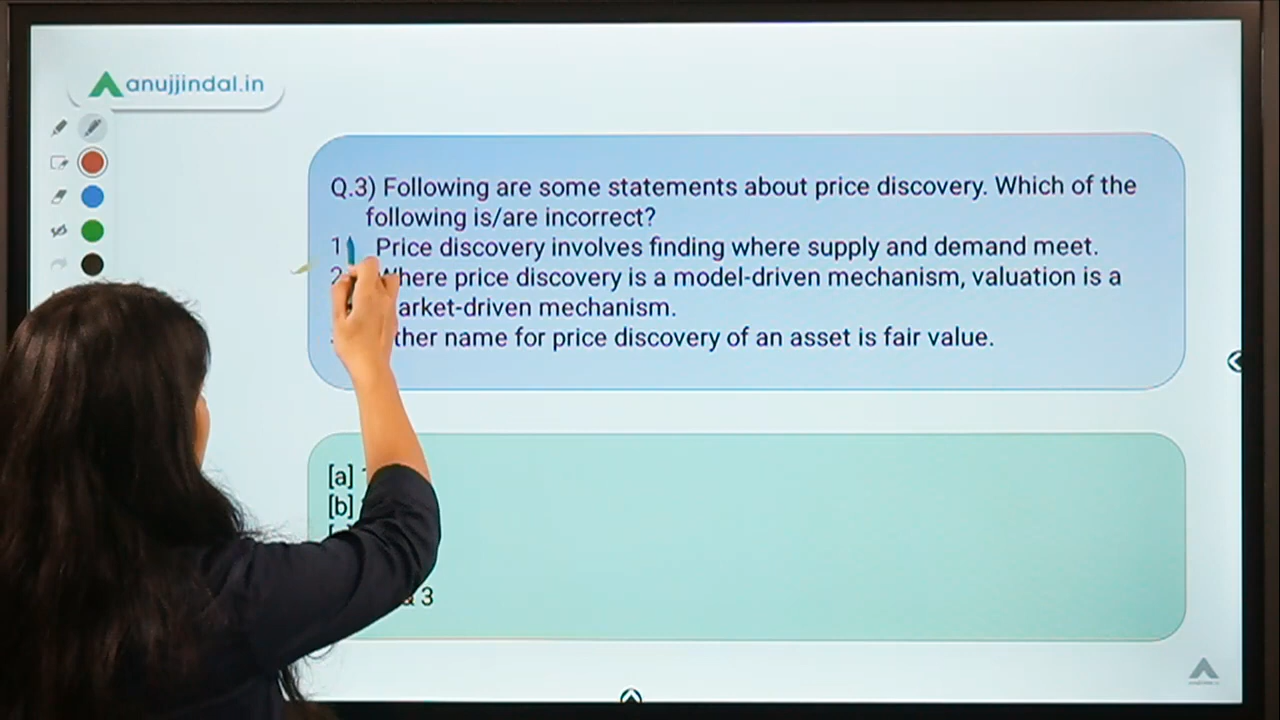 anujjindal.in
Q.3) Following are some statements about price discovery. Which of the
following is/are incorrect?
1 Price discovery involves finding where supply and demand meet.
2 Where price discovery is a model-driven mechanism, valuation is a
arket-driven mechanism.
ther name for price discovery of an asset is fair value.
[a]
[b]
& 3